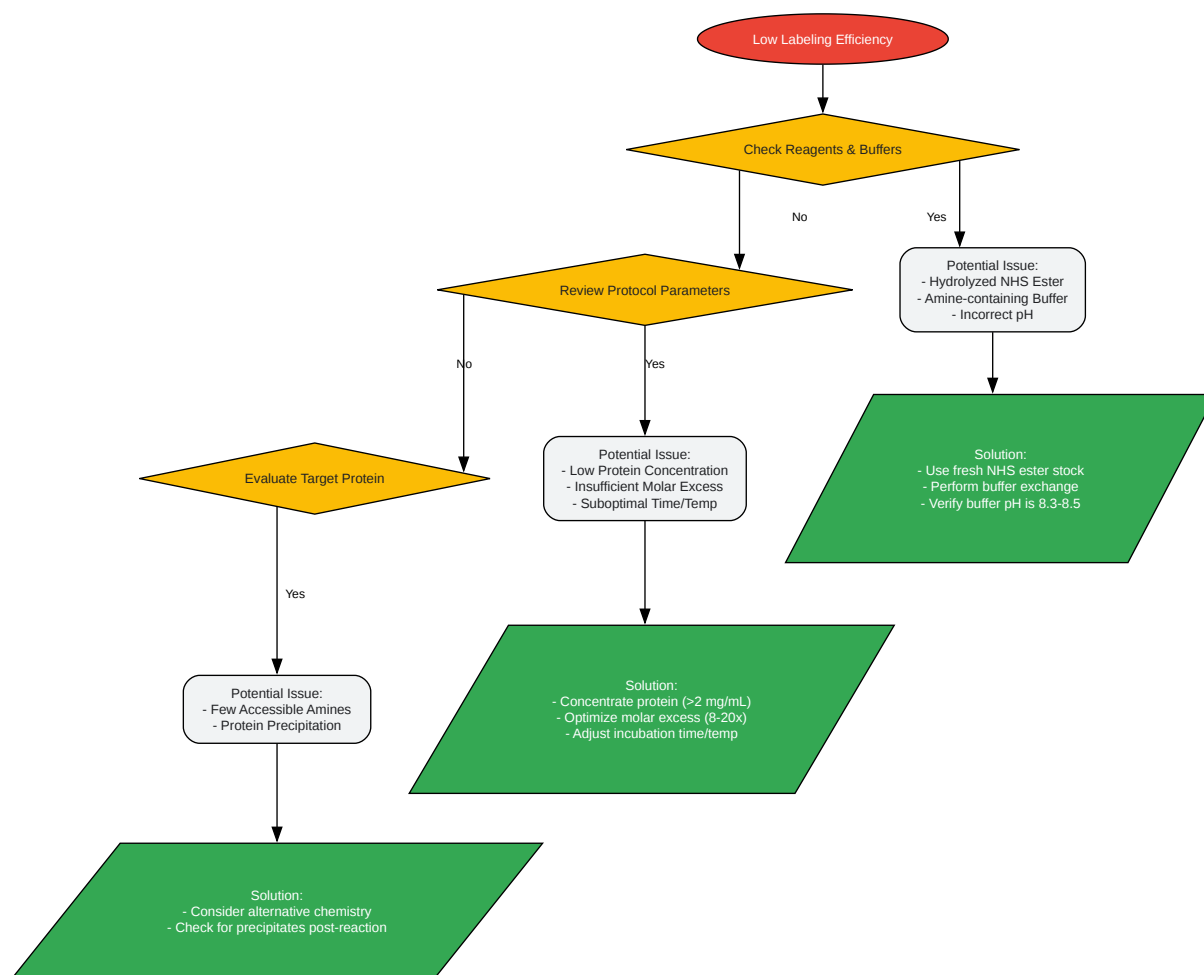 Low Labeling Efficiency
Check Reagents & Buffers
No
Yes
Potential Issue:
- Hydrolyzed NHS Ester
- Amine-containing Buffer
- Incorrect pH
Review Protocol Parameters
No
Yes
Solution:
- Use fresh NHS ester stock
- Perform buffer exchange
- Verify buffer pH is 8.3-8.5
Potential Issue:
- Low Protein Concentration
- Insufficient Molar Excess
- Suboptimal Time/Temp
Evaluate Target Protein
Yes
Solution:
- Concentrate protein (>2 mg/mL)
- Optimize molar excess (8-20x)
- Adjust incubation time/temp
Potential Issue:
- Few Accessible Amines
- Protein Precipitation
Solution:
- Consider alternative chemistry
- Check for precipitates post-reaction